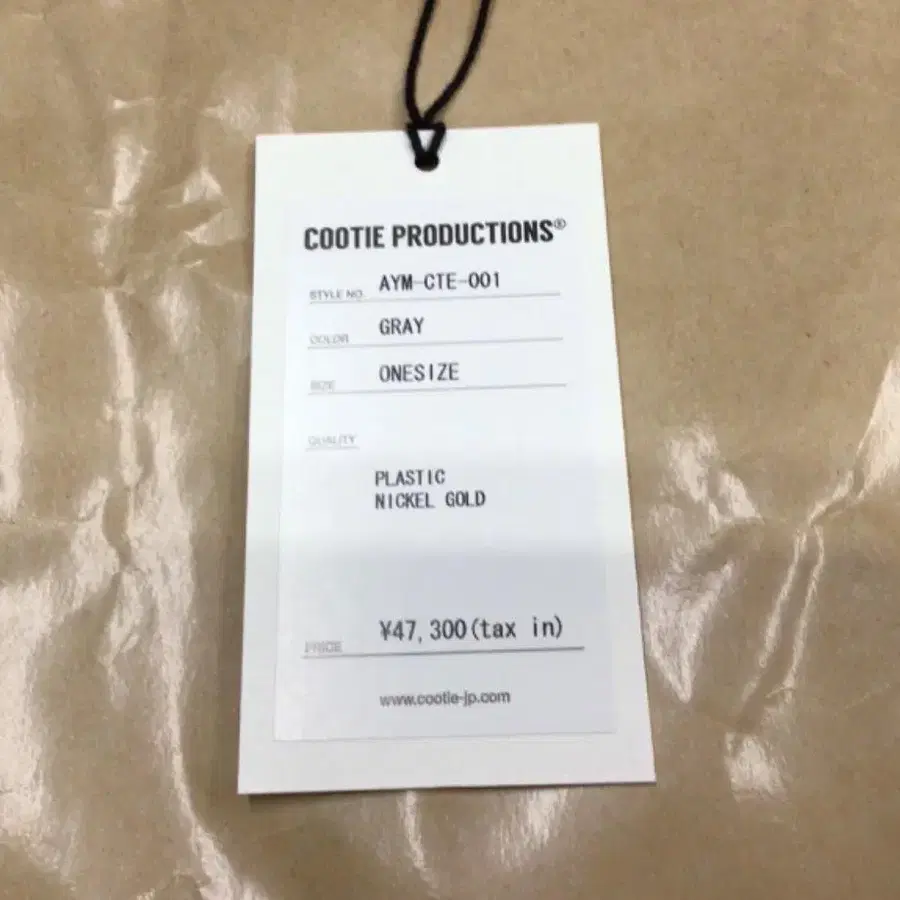 COOTIE PRODUCTIONS®
STYLE NO. AYM-CTE-001
COLOR GRAY
SIZE ONESIZE
QUALITY
PLASTIC
NICKEL GOLD
PRICE ¥47,300(tax in)
www.cootie-jp.com